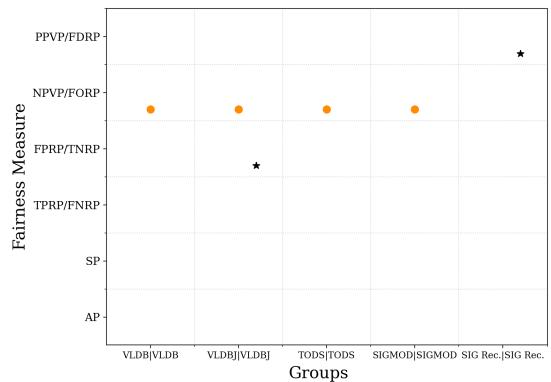 Fairness Measure
PPVP/FDRP
NPVP/FORP
FPRP/TNRP
TPRP/FNRP
SP
AP
VLDB|VLDB VLDBJ|VLDBJ TODS|TODS SIGMOD|SIGMOD SIG Rec.|SIG Rec.
Groups